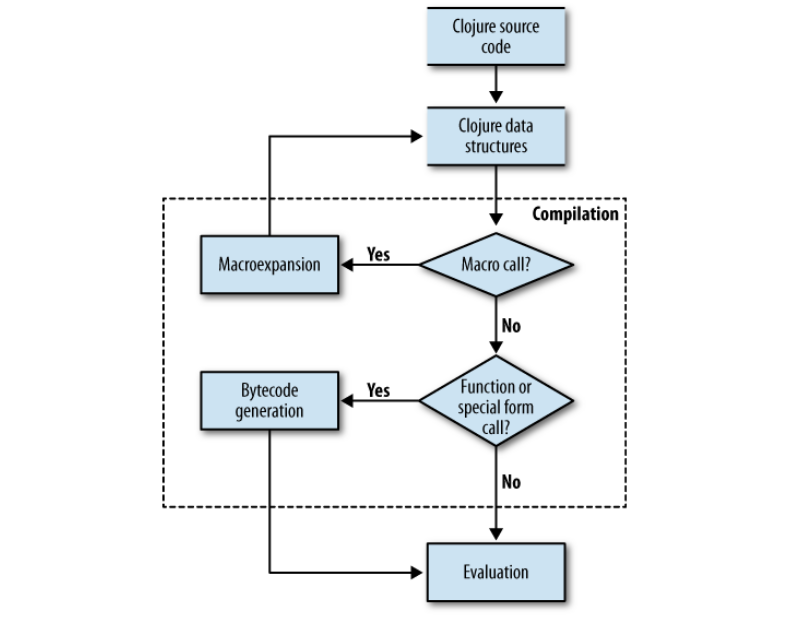 Clojure source
code
Clojure data
structures
Compilation
Macro call?
Yes
Macroexpansion
No
Function or
special form
call?
Yes
Bytecode
generation
No
Evaluation